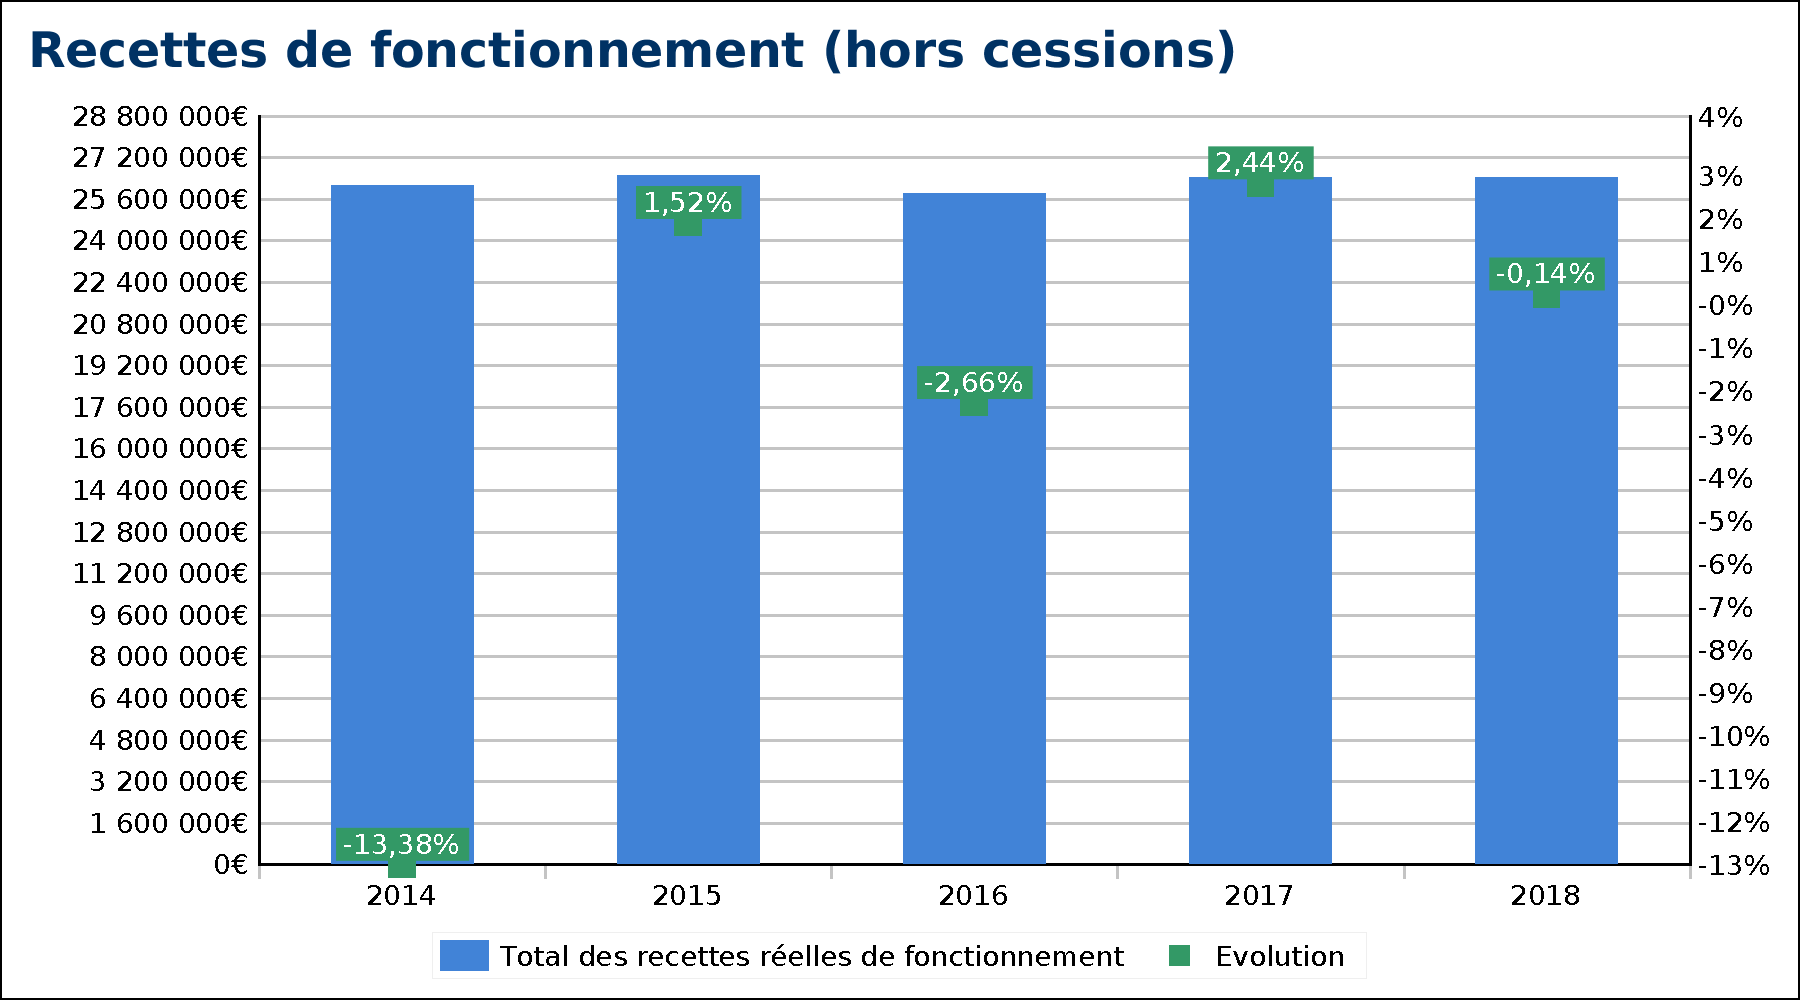 Recettes de fonctionnement (hors cessions)
28 800 000€
27 200 000€
25 600 000€
24 000 000€
22 400 000€
20 800 000€
19 200 000€
17 600 000€
16 000 000€
14 400 000€
12 800 000€
11 200 000€
9 600 000€
8 000 000€
6 400 000€
4 800 000€
3 200 000€
1 600 000€
0€
-13,38%
1,52%
-2,66%
2,44%
-0,14%
4%
3%
2%
1%
-0%
-1%
-2%
-3%
-4%
-5%
-6%
-7%
-8%
-9%
-10%
-11%
-12%
-13%
2014 2015 2016 2017 2018
Total des recettes réelles de fonctionnement Evolution